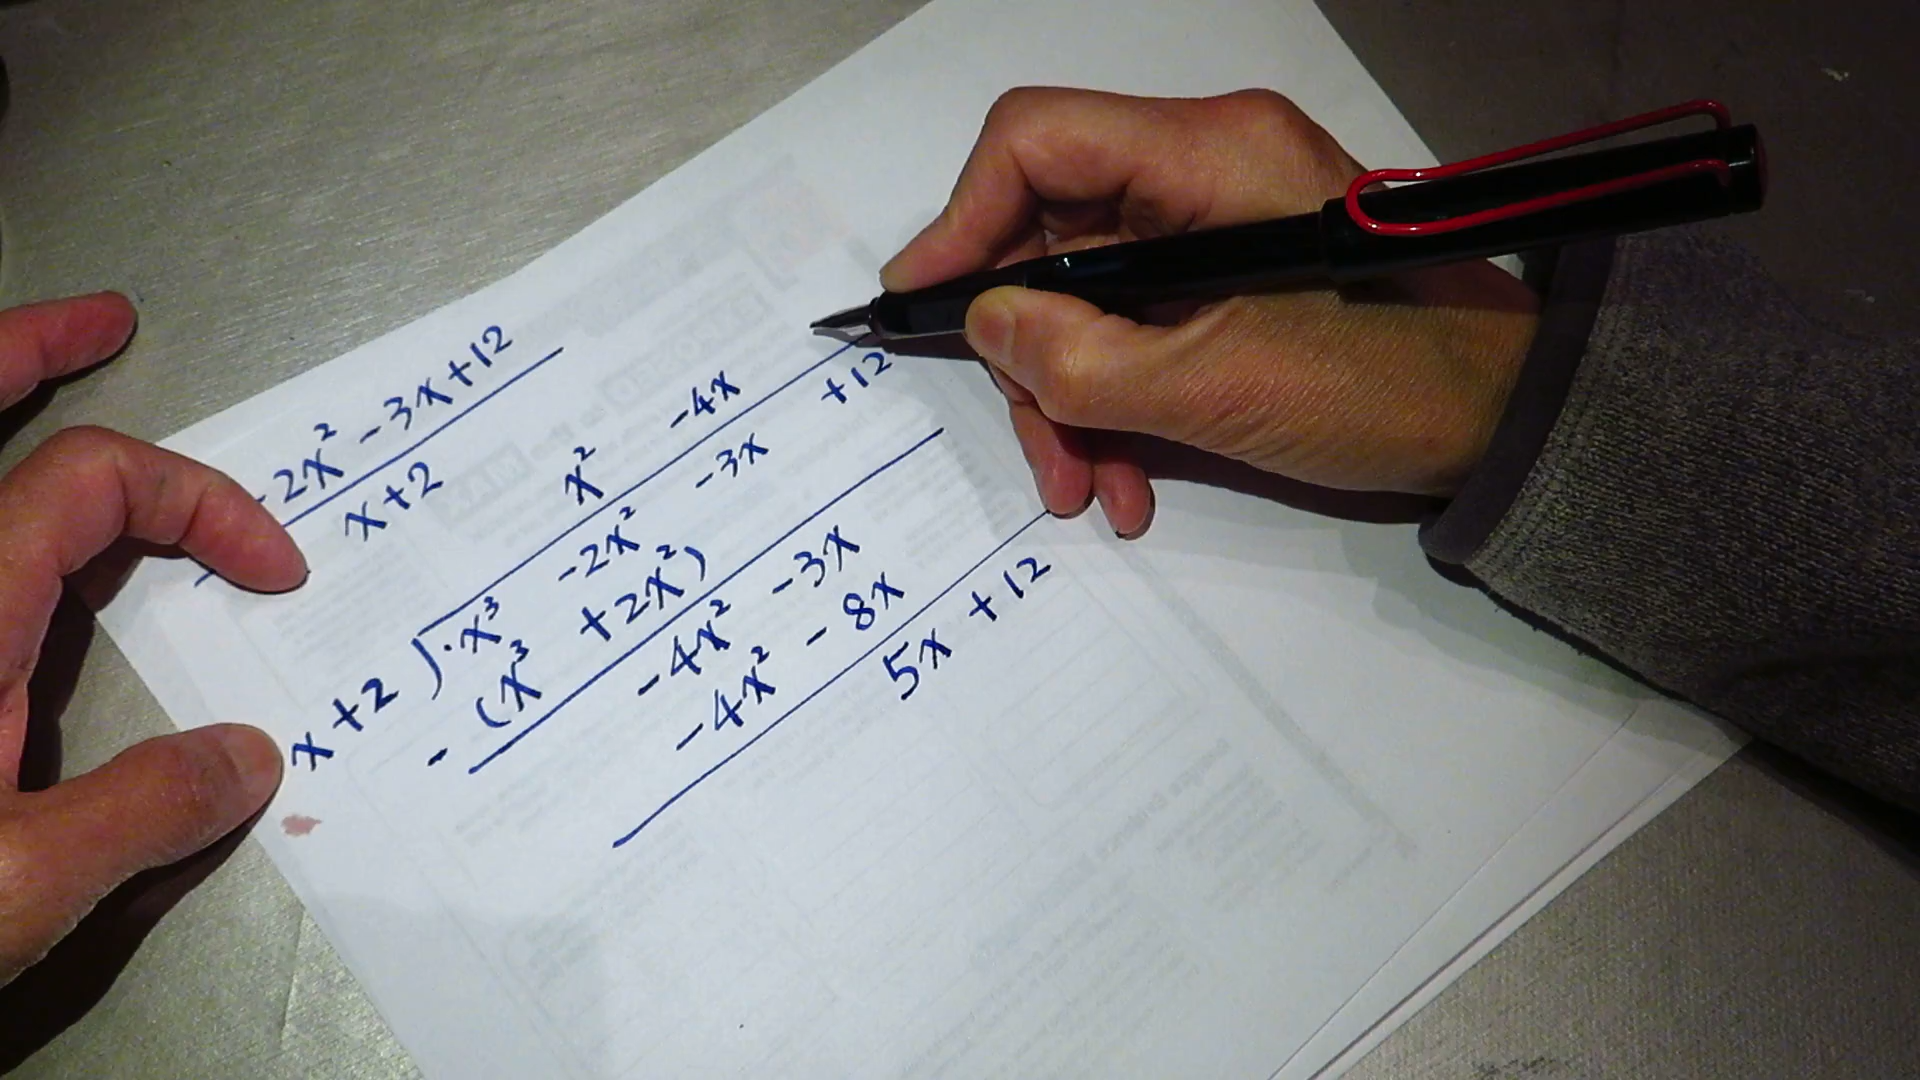 - 2x² - 3x + 12
x + 2
x² - 4x
x + 2 ) x³ - 2x² - 3x + 12
- (x³ + 2x²)
- 4x² - 3x
- 4x² - 8x
5x + 12